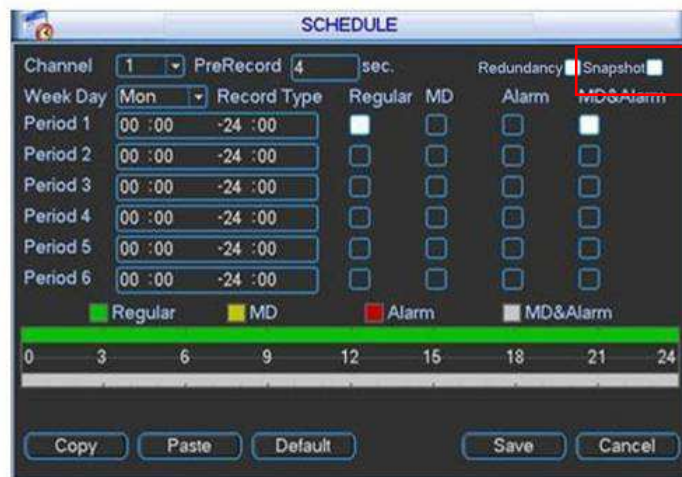 SCHEDULE
Channel 1 PreRecord 4 sec. Redundancy Snapshot
Week Day Mon Record Type Regular MD Alarm MD&Alarm
Period 1 00 :00 -24 :00
Period 2 00 :00 -24 :00
Period 3 00 :00 -24 :00
Period 4 00 :00 -24 :00
Period 5 00 :00 -24 :00
Period 6 00 :00 -24 :00
Regular MD Alarm MD&Alarm
0 3 6 9 12 15 18 21 24
Copy Paste Default Save Cancel